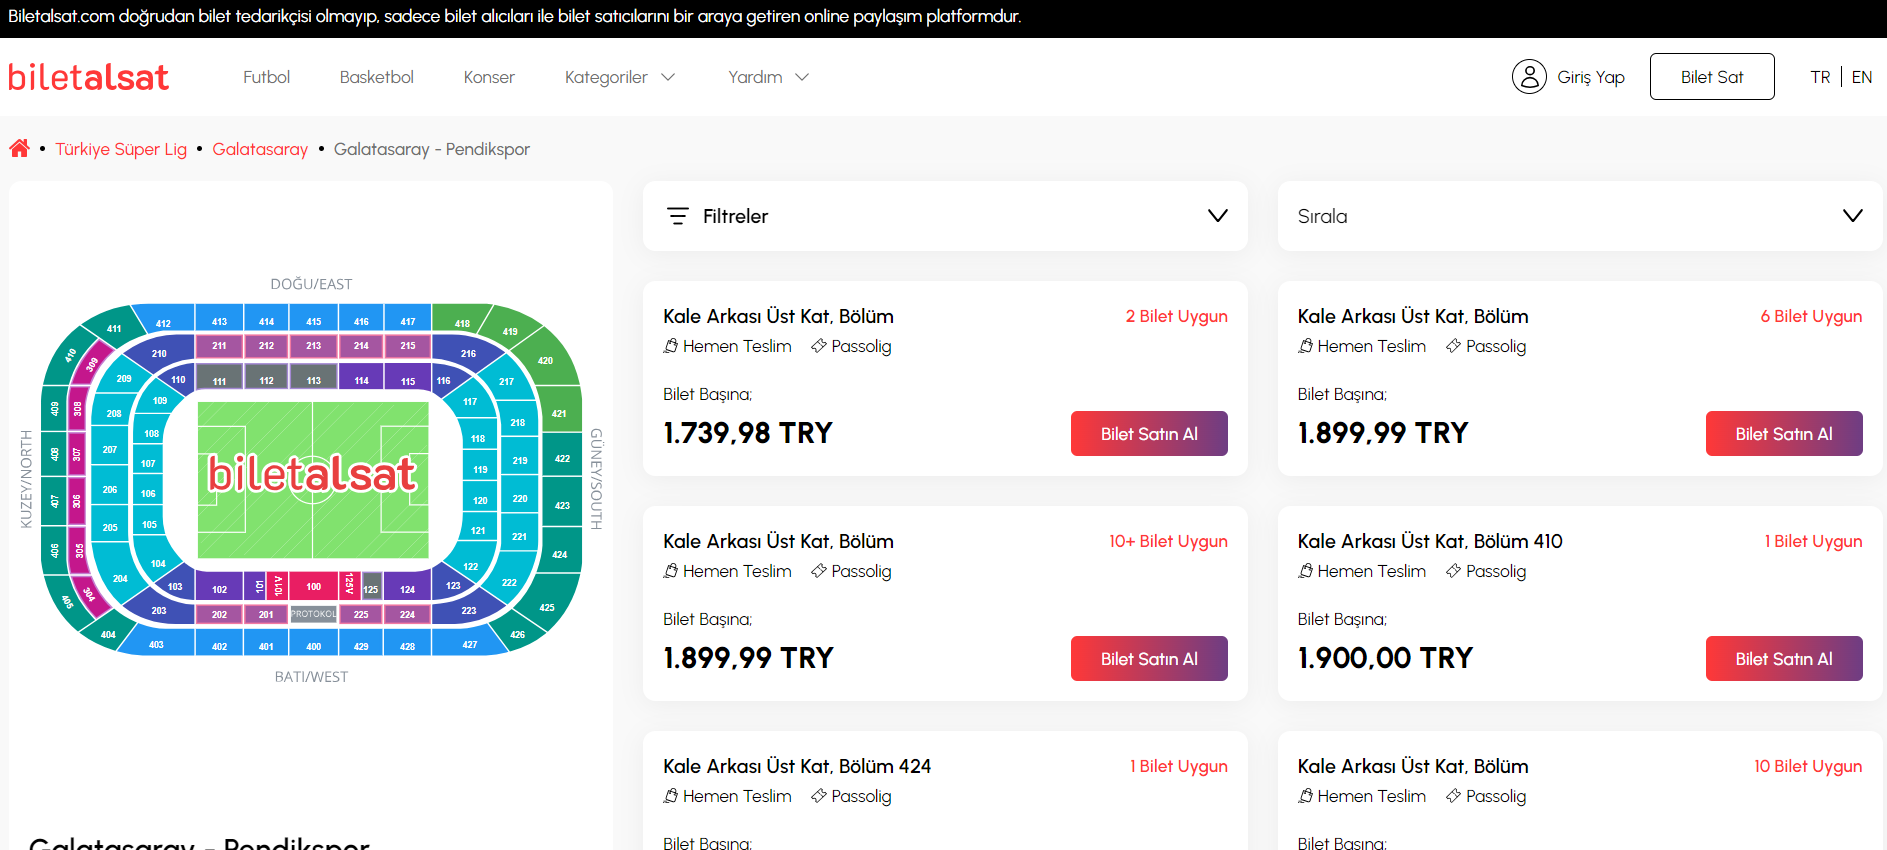 Biletalsat.com doğrudan bilet tedarikçisi olmayıp, sadece bilet alıcıları ile bilet satıcılarını bir araya getiren online paylaşım platformdur.
biletalsat
Futbol
Basketbol
Konser
Kategoriler
Yardım
Giriş Yap
Bilet Sat
TR | EN
Türkiye Süper Lig • Galatasaray • Galatasaray - Pendikspor
DOĞU/EAST
411 412 413 414 415 416 417 418 419
410 309 210 211 212 213 214 215 216 420
209 110 111 112 113 114 115 116 217
409 308 208 109 117 218 421
108 118
408 307 207 107 119 219 422
407 306 206 106 120 220 423
406 305 205 105 121 221 424
204 104 122 222
405 304 103 102 101 101V 100 125V 125 124 123 425
203 202 201 PROTOKOL 225 224 223
404 403 402 401 400 429 428 427 426
KUZEY/NORTH
GÜNEY/SOUTH
biletalsat
BATI/WEST
Galatasaray - Pendikspor
Filtreler
Sırala
Kale Arkası Üst Kat, Bölüm
2 Bilet Uygun
Hemen Teslim
Passolig
Bilet Başına;
1.739,98 TRY
Bilet Satın Al
Kale Arkası Üst Kat, Bölüm
6 Bilet Uygun
Hemen Teslim
Passolig
Bilet Başına;
1.899,99 TRY
Bilet Satın Al
Kale Arkası Üst Kat, Bölüm
10+ Bilet Uygun
Hemen Teslim
Passolig
Bilet Başına;
1.899,99 TRY
Bilet Satın Al
Kale Arkası Üst Kat, Bölüm 410
1 Bilet Uygun
Hemen Teslim
Passolig
Bilet Başına;
1.900,00 TRY
Bilet Satın Al
Kale Arkası Üst Kat, Bölüm 424
1 Bilet Uygun
Hemen Teslim
Passolig
Bilet Başına;
Kale Arkası Üst Kat, Bölüm
10 Bilet Uygun
Hemen Teslim
Passolig
Bilet Başına;